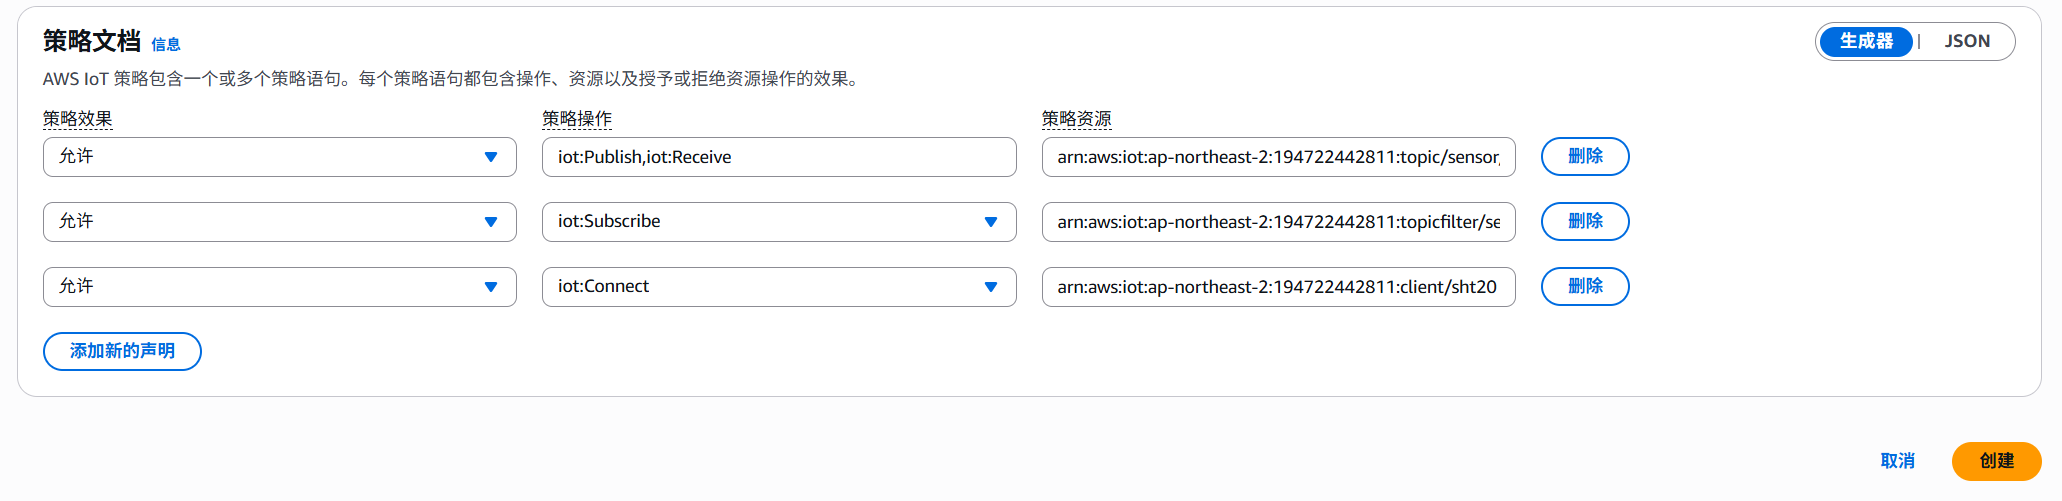 策略文档 信息
生成器 | JSON
AWS IoT 策略包含一个或多个策略语句。每个策略语句都包含操作、资源以及授予或拒绝资源操作的效果。
策略效果 策略操作 策略资源
允许 iot:Publish,iot:Receive arn:aws:iot:ap-northeast-2:194722442811:topic/sensor/ 删除
允许 iot:Subscribe arn:aws:iot:ap-northeast-2:194722442811:topicfilter/se 删除
允许 iot:Connect arn:aws:iot:ap-northeast-2:194722442811:client/sht20 删除
添加新的声明
取消 创建